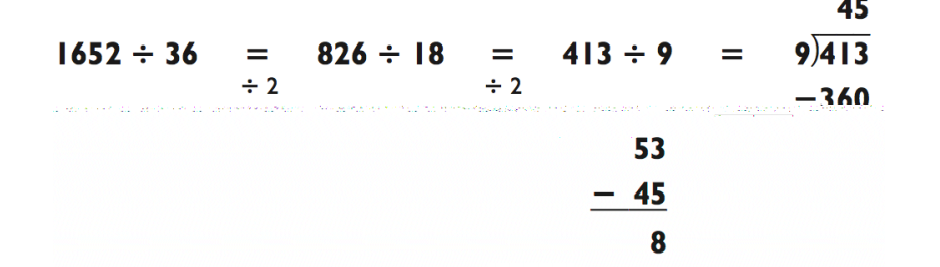 45
1652 ÷ 36 = 826 ÷ 18 = 413 ÷ 9 = 9)413
÷ 2 ÷ 2
−360
53
− 45
8